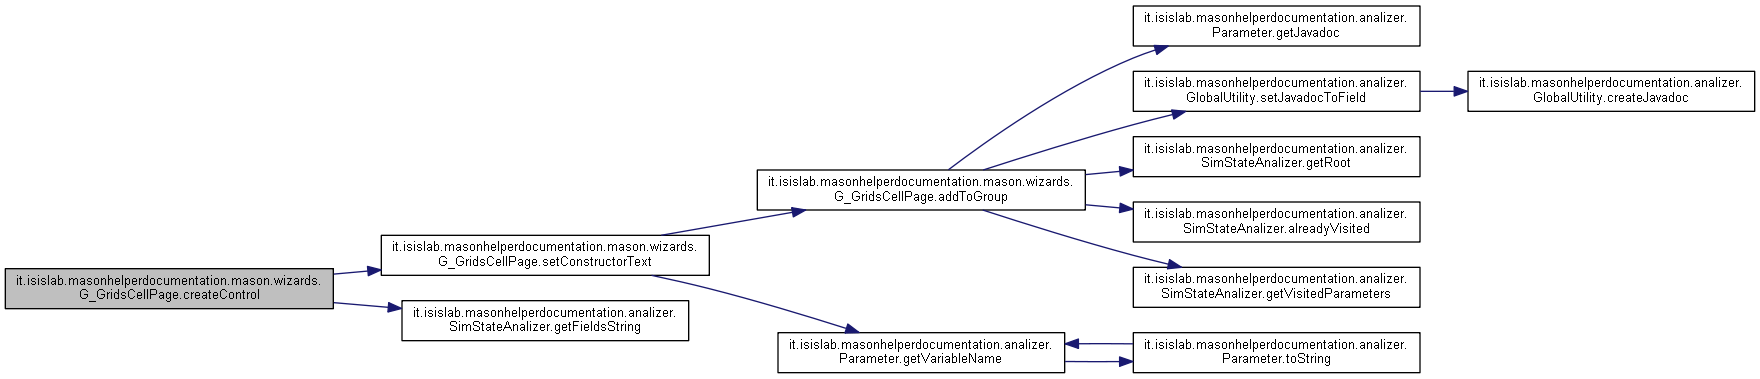 it.isislab.masonhelperdocumentation.mason.wizards.
G_GridsCellPage.createControl
it.isislab.masonhelperdocumentation.mason.wizards.
G_GridsCellPage.setConstructorText
it.isislab.masonhelperdocumentation.analizer.
SimStateAnalizer.getFieldsString
it.isislab.masonhelperdocumentation.mason.wizards.
G_GridsCellPage.addToGroup
it.isislab.masonhelperdocumentation.analizer.
Parameter.getVariableName
it.isislab.masonhelperdocumentation.analizer.
Parameter.getJavadoc
it.isislab.masonhelperdocumentation.analizer.
GlobalUtility.setJavadocToField
it.isislab.masonhelperdocumentation.analizer.
SimStateAnalizer.getRoot
it.isislab.masonhelperdocumentation.analizer.
SimStateAnalizer.alreadyVisited
it.isislab.masonhelperdocumentation.analizer.
SimStateAnalizer.getVisitedParameters
it.isislab.masonhelperdocumentation.analizer.
Parameter.toString
it.isislab.masonhelperdocumentation.analizer.
GlobalUtility.createJavadoc